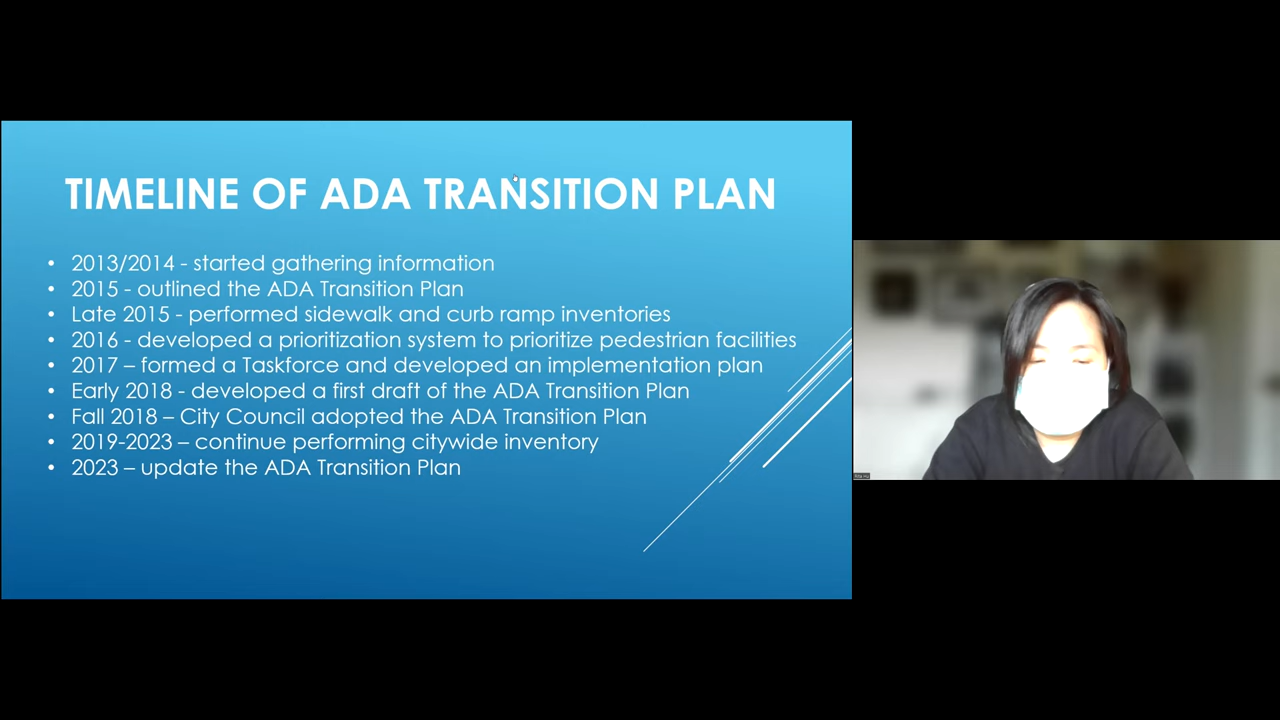 TIMELINE OF ADA TRANSITION PLAN
• 2013/2014 - started gathering information
• 2015 - outlined the ADA Transition Plan
• Late 2015 - performed sidewalk and curb ramp inventories
• 2016 - developed a prioritization system to prioritize pedestrian facilities
• 2017 – formed a Taskforce and developed an implementation plan
• Early 2018 - developed a first draft of the ADA Transition Plan
• Fall 2018 – City Council adopted the ADA Transition Plan
• 2019-2023 – continue performing citywide inventory
• 2023 – update the ADA Transition Plan